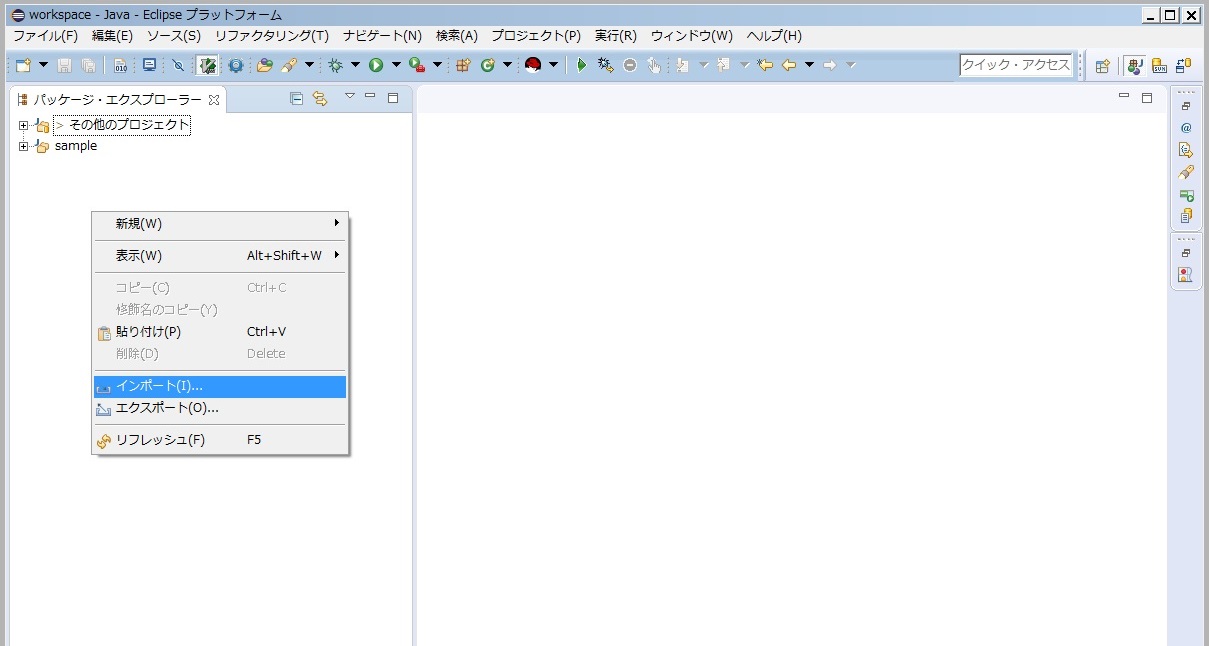 workspace - Java - Eclipse プラットフォーム
ファイル(F) 編集(E) ソース(S) リファクタリング(T) ナビゲート(N) 検索(A) プロジェクト(P) 実行(R) ウィンドウ(W) ヘルプ(H)
クイック・アクセス
パッケージ・エクスプローラー
> その他のプロジェクト
sample
新規(W)
表示(W) Alt+Shift+W
コピー(C) Ctrl+C
修飾名のコピー(Y)
貼り付け(P) Ctrl+V
削除(D) Delete
インポート(I)...
エクスポート(O)...
リフレッシュ(F) F5